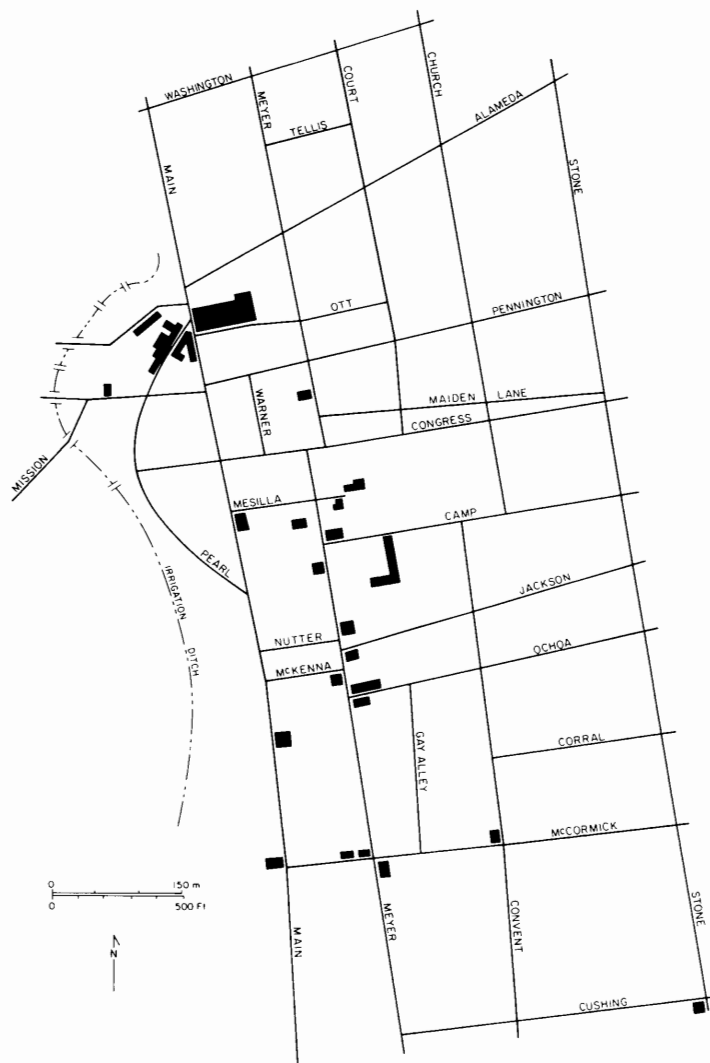 WASHINGTON
MEYER
COURT
CHURCH
TELLIS
ALAMEDA
MAIN
STONE
OTT
PENNINGTON
WARNER
MAIDEN LANE
CONGRESS
MISSION
MESILLA
CAMP
PEARL
IRRIGATION DITCH
JACKSON
NUTTER
OCHOA
McKENNA
GAY ALLEY
CORRAL
McCORMICK
0 150 m
0 500 Ft
N
MAIN
MEYER
CONVENT
STONE
CUSHING